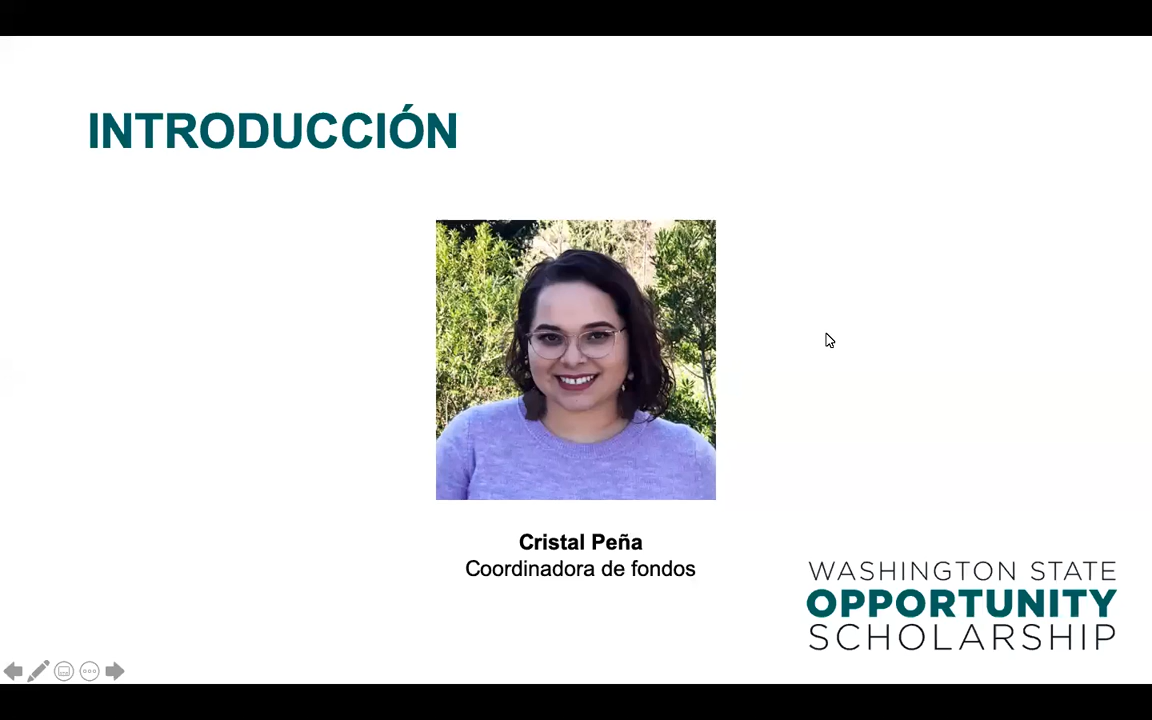 INTRODUCCIÓN
Cristal Peña
Coordinadora de fondos
WASHINGTON STATE
OPPORTUNITY
SCHOLARSHIP